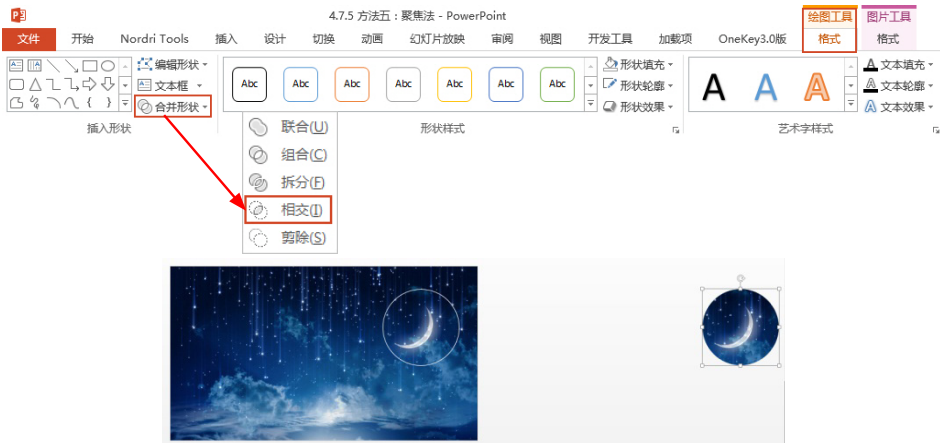 4.7.5 方法五：聚焦法 - PowerPoint
绘图工具 图片工具
文件 开始 Nordri Tools 插入 设计 切换 动画 幻灯片放映 审阅 视图 开发工具 加载项 OneKey3.0版 格式 格式
编辑形状
文本框
合并形状
插入形状
Abc Abc Abc Abc Abc Abc Abc
形状填充
形状轮廓
形状效果
形状样式
A A A
文本填充
文本轮廓
文本效果
艺术字样式
联合(U)
组合(C)
拆分(F)
相交(I)
剪除(S)